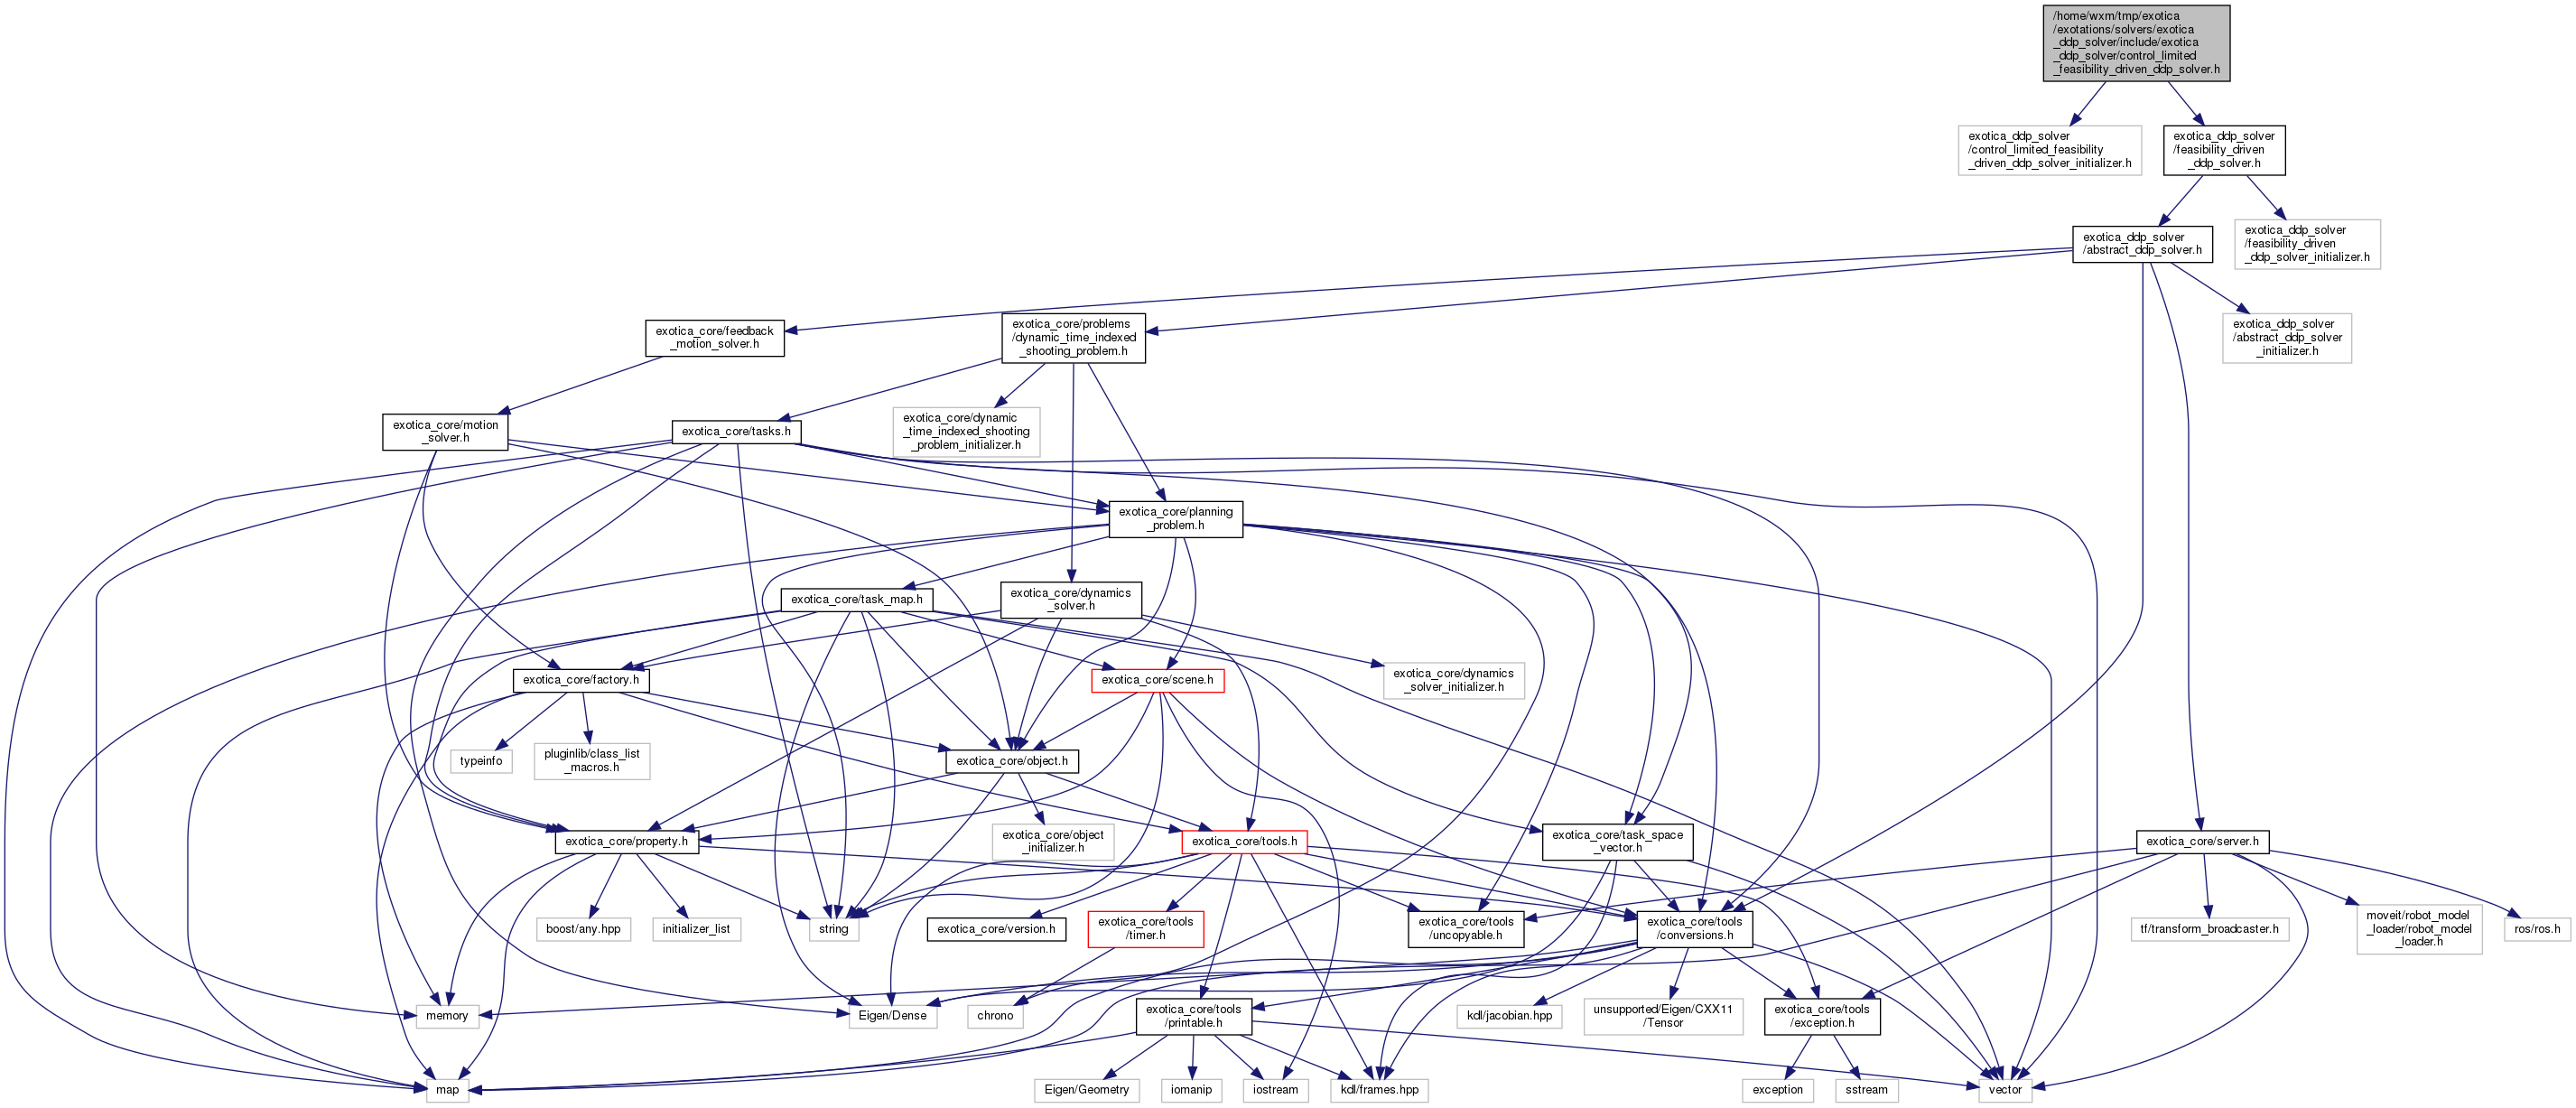 /home/wxm/tmp/exotica
/exotations/solvers/exotica
_ddp_solver/include/exotica
_ddp_solver/control_limited
_feasibility_driven_ddp_solver.h
exotica_ddp_solver
/control_limited_feasibility
_driven_ddp_solver_initializer.h
exotica_ddp_solver
/feasibility_driven
_ddp_solver.h
exotica_ddp_solver
/abstract_ddp_solver.h
exotica_ddp_solver
/feasibility_driven
_ddp_solver_initializer.h
exotica_core/feedback
_motion_solver.h
exotica_core/problems
/dynamic_time_indexed
_shooting_problem.h
exotica_ddp_solver
/abstract_ddp_solver
_initializer.h
exotica_core/motion
_solver.h
exotica_core/tasks.h
exotica_core/dynamic
_time_indexed_shooting
_problem_initializer.h
exotica_core/planning
_problem.h
exotica_core/task_map.h
exotica_core/dynamics
_solver.h
exotica_core/factory.h
exotica_core/scene.h
exotica_core/dynamics
_solver_initializer.h
typeinfo
pluginlib/class_list
_macros.h
exotica_core/object.h
exotica_core/property.h
exotica_core/object
_initializer.h
exotica_core/tools.h
exotica_core/task_space
_vector.h
exotica_core/server.h
boost/any.hpp
initializer_list
string
exotica_core/version.h
exotica_core/tools
/timer.h
exotica_core/tools
/uncopyable.h
exotica_core/tools
/conversions.h
tf/transform_broadcaster.h
moveit/robot_model
_loader/robot_model
_loader.h
ros/ros.h
memory
Eigen/Dense
chrono
exotica_core/tools
/printable.h
kdl/jacobian.hpp
unsupported/Eigen/CXX11
/Tensor
exotica_core/tools
/exception.h
map
Eigen/Geometry
iomanip
iostream
kdl/frames.hpp
exception
sstream
vector